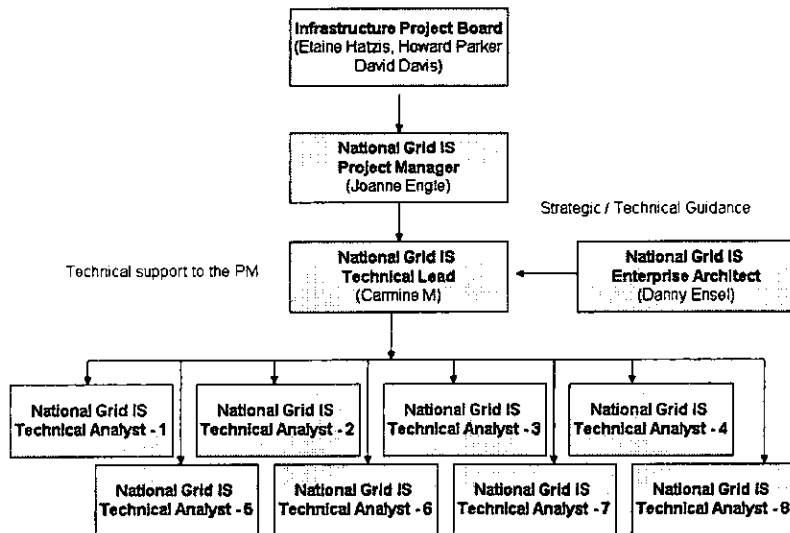 Infrastructure Project Board
(Elaine Hatzis, Howard Parker
David Davis)
National Grid IS
Project Manager
(Joanne Engle)
Strategic / Technical Guidance
Technical support to the PM
National Grid IS
Technical Lead
(Carmine M)
National Grid IS
Enterprise Architect
(Danny Ensel)
National Grid IS
Technical Analyst - 1
National Grid IS
Technical Analyst - 2
National Grid IS
Technical Analyst - 3
National Grid IS
Technical Analyst - 4
National Grid IS
Technical Analyst - 5
National Grid IS
Technical Analyst - 6
National Grid IS
Technical Analyst - 7
National Grid IS
Technical Analyst - 8